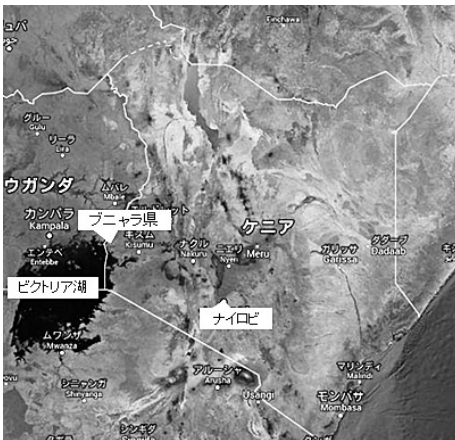 Finchawa
グルー
Gulu
リーラ
Lira
ウガンダ
ムバレ
Mbale
カンパラ
Kampala
ブニャラ県
ケニア
エンテベ
Entebbe
キスム
Kisumu
ナクル
Nakuru
ニエリ
Nyeri
Meru
ガリッサ
Garissa
ダダーブ
Dadaab
ビクトリア湖
ナイロビ
ムワンザ
Mwanza
シニャンガ
Shinyanga
アルーシャ
Arusha
Usangi
マリンディ
Malindi
モンバサ
Mombasa
シンギダ